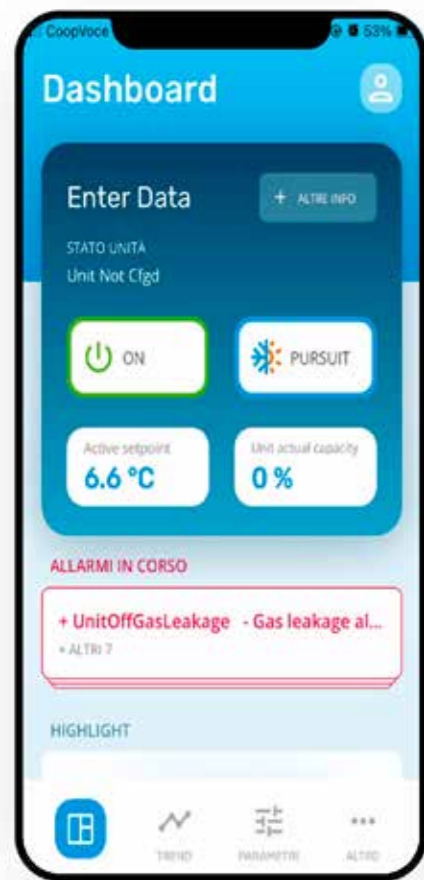 CoopVoce 53%
Dashboard
Enter Data
+ ALTRE INFO
STATO UNITÀ
Unit Not Cfgd
ON
PURSUIT
Active setpoint
6.6 °C
Unit actual capacity
0 %
ALLARMI IN CORSO
+ UnitOffGasLeakage - Gas leakage al...
+ ALTRI 7
HIGHLIGHT
TREND
PARAMETRI
ALTRO